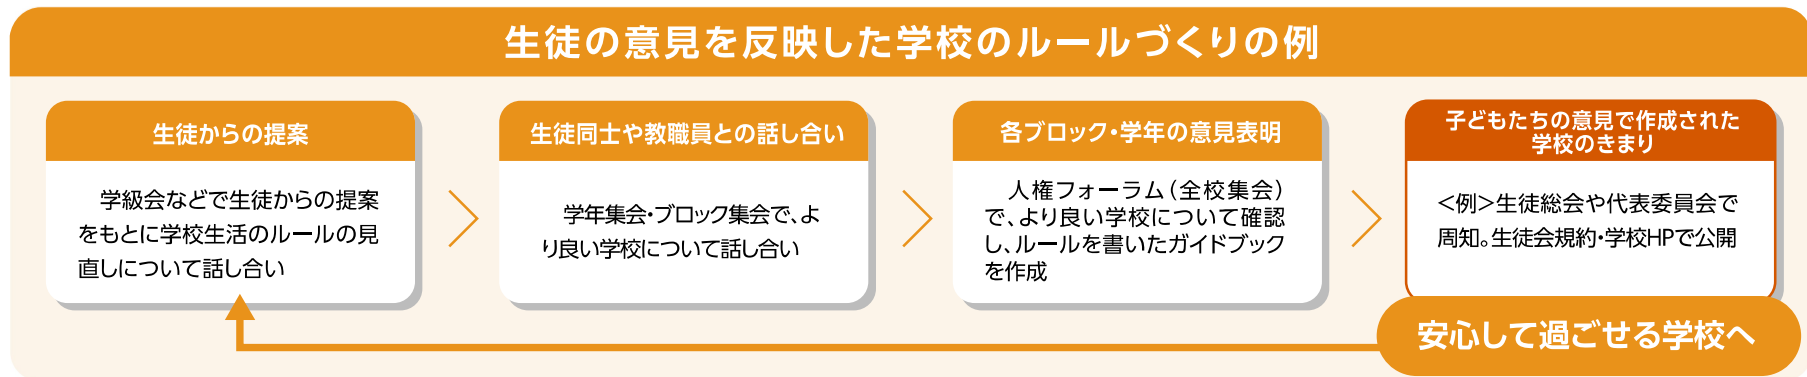 生徒の意見を反映した学校のルールづくりの例
生徒からの提案
学級会などで生徒からの提案
をもとに学校生活のルールの見
直しについて話し合い
生徒同士や教職員との話し合い
学年集会・ブロック集会で、よ
り良い学校について話し合い
各ブロック・学年の意見表明
人権フォーラム（全校集会）
で、より良い学校について確認
し、ルールを書いたガイドブック
を作成
子どもたちの意見で作成された
学校のきまり
＜例＞生徒総会や代表委員会で
周知。生徒会規約・学校HPで公開
安心して過ごせる学校へ